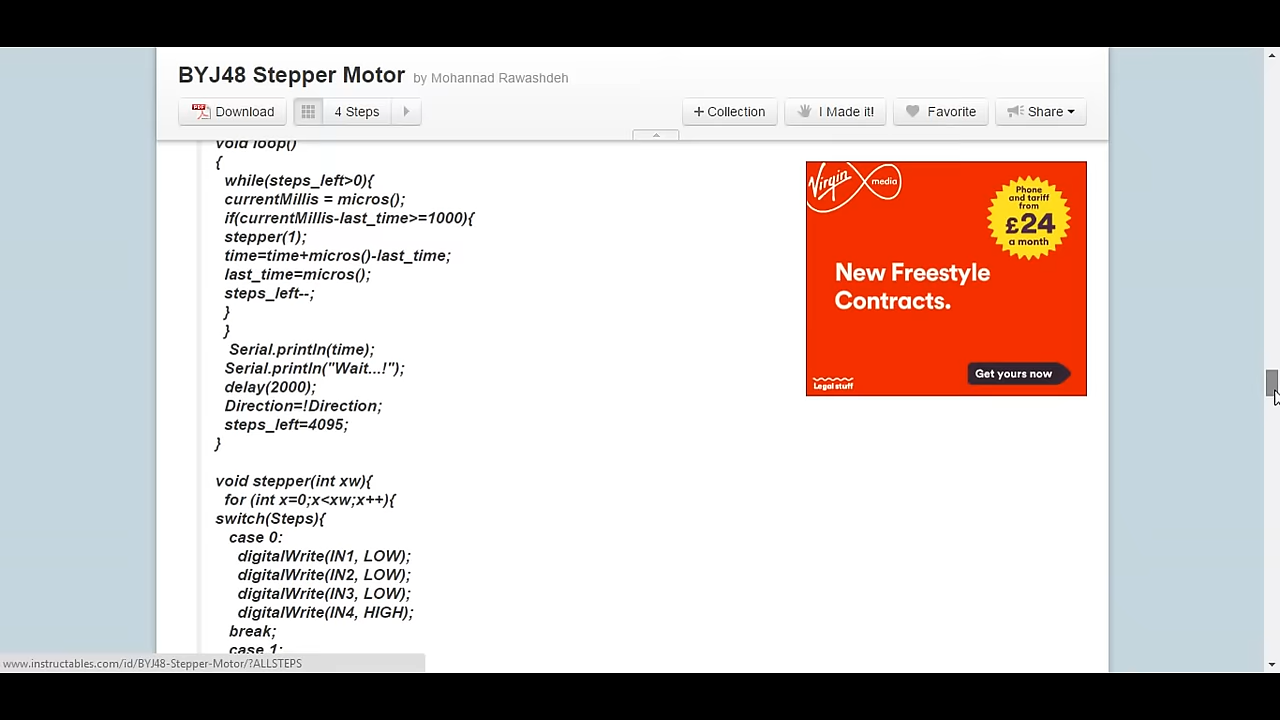 BYJ48 Stepper Motor by Mohannad Rawashdeh
PDF Download 4 Steps + Collection I Made it! Favorite Share
void loop()
{
while(steps_left>0){
currentMillis = micros();
if(currentMillis-last_time>=1000){
stepper(1);
time=time+micros()-last_time;
last_time=micros();
steps_left--;
}
}
Serial.println(time);
Serial.println("Wait...!");
delay(2000);
Direction=!Direction;
steps_left=4095;
}
void stepper(int xw){
for (int x=0;x<xw;x++){
switch(Steps){
case 0:
digitalWrite(IN1, LOW);
digitalWrite(IN2, LOW);
digitalWrite(IN3, LOW);
digitalWrite(IN4, HIGH);
break;
case 1:
Virgin media
Phone
and tariff
from
£24
a month
New Freestyle
Contracts.
Get yours now
Legal stuff
www.instructables.com/id/BYJ48-Stepper-Motor/?ALLSTEPS